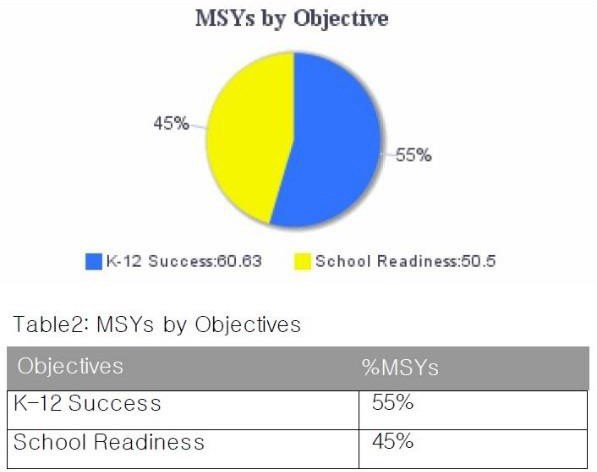 MSYs by Objective
45%
55%
K-12 Success:60.63 School Readiness:50.5
Table2: MSYs by Objectives
Objectives %MSYs
K-12 Success 55%
School Readiness 45%